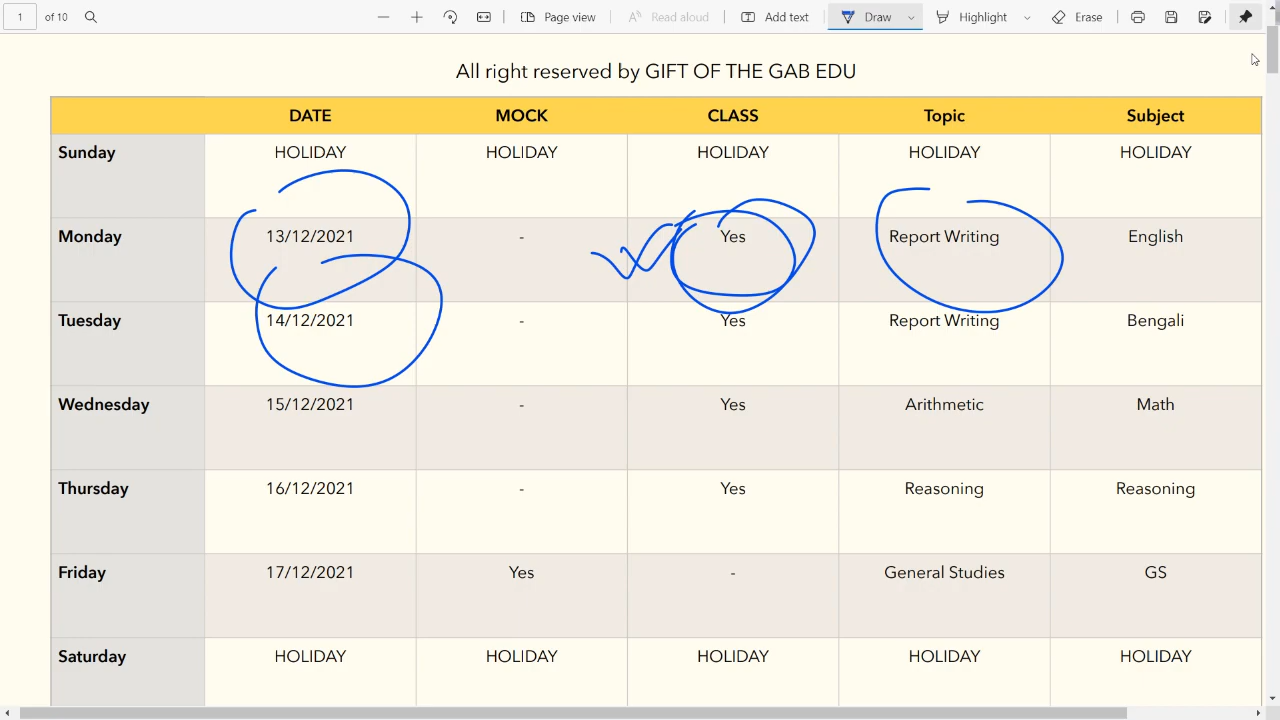 1 of 10 Page view Read aloud Add text Draw Highlight Erase
All right reserved by GIFT OF THE GAB EDU
DATE MOCK CLASS Topic Subject
Sunday HOLIDAY HOLIDAY HOLIDAY HOLIDAY HOLIDAY
Monday 13/12/2021 - Yes Report Writing English
Tuesday 14/12/2021 - Yes Report Writing Bengali
Wednesday 15/12/2021 - Yes Arithmetic Math
Thursday 16/12/2021 - Yes Reasoning Reasoning
Friday 17/12/2021 Yes - General Studies GS
Saturday HOLIDAY HOLIDAY HOLIDAY HOLIDAY HOLIDAY